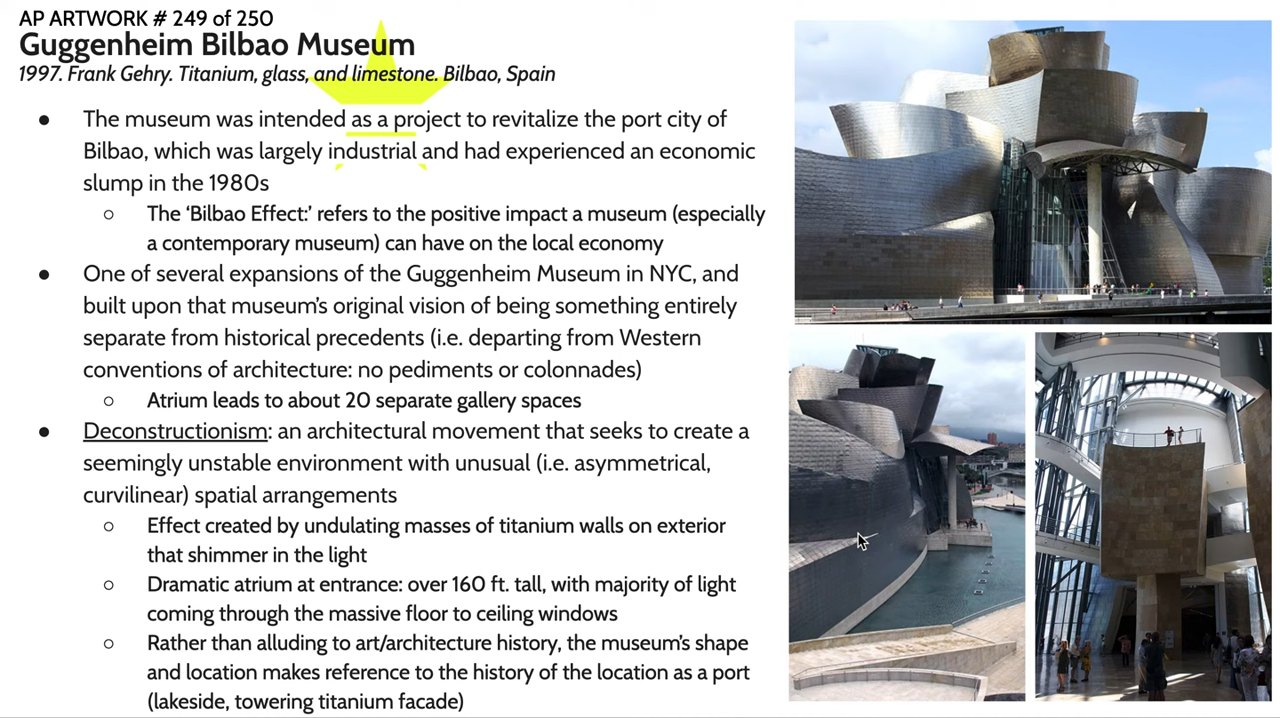 AP ARTWORK # 249 of 250
Guggenheim Bilbao Museum
1997. Frank Gehry. Titanium, glass, and limestone. Bilbao, Spain
● The museum was intended as a project to revitalize the port city of
Bilbao, which was largely industrial and had experienced an economic
slump in the 1980s
○ The ‘Bilbao Effect:’ refers to the positive impact a museum (especially
a contemporary museum) can have on the local economy
● One of several expansions of the Guggenheim Museum in NYC, and
built upon that museum's original vision of being something entirely
separate from historical precedents (i.e. departing from Western
conventions of architecture: no pediments or colonnades)
○ Atrium leads to about 20 separate gallery spaces
● Deconstructionism: an architectural movement that seeks to create a
seemingly unstable environment with unusual (i.e. asymmetrical,
curvilinear) spatial arrangements
○ Effect created by undulating masses of titanium walls on exterior
that shimmer in the light
○ Dramatic atrium at entrance: over 160 ft. tall, with majority of light
coming through the massive floor to ceiling windows
○ Rather than alluding to art/architecture history, the museum's shape
and location makes reference to the history of the location as a port
(lakeside, towering titanium facade)